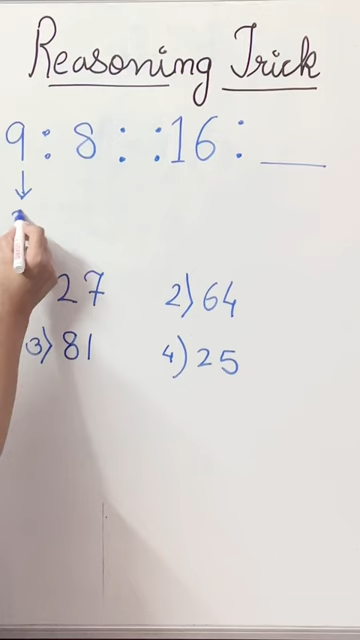 Reasoning Trick
9 : 8 : : 16 : ___
27 2) 64
3) 81 4) 25